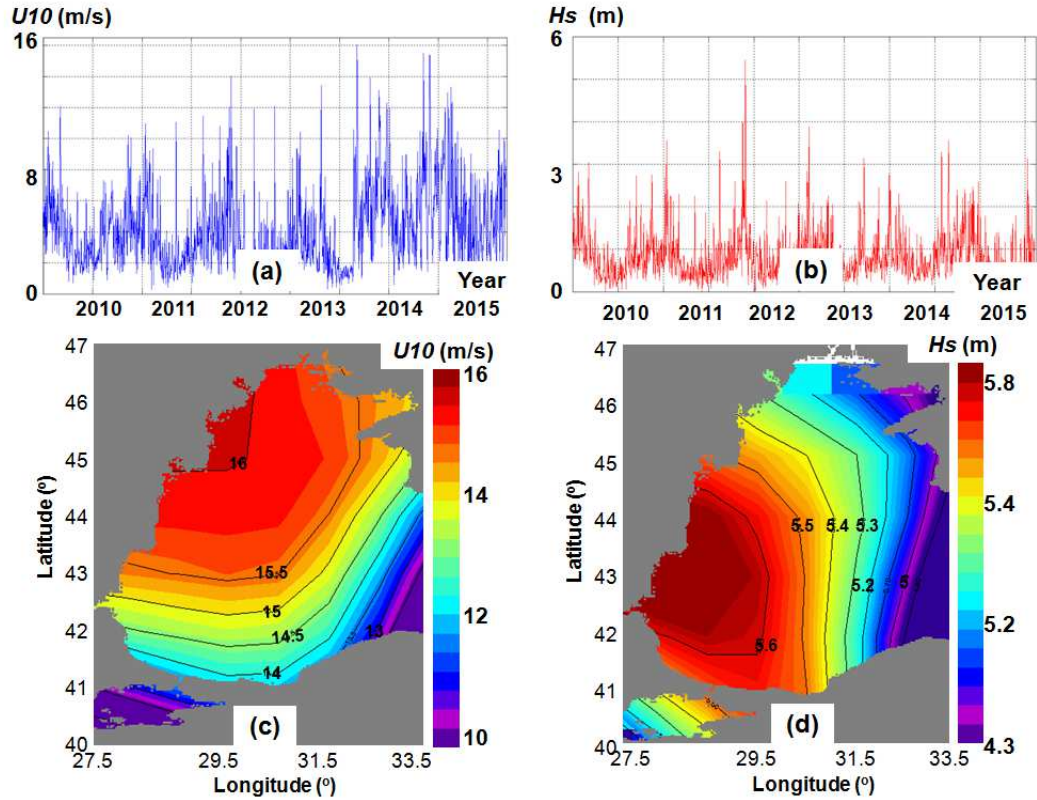 U10 (m/s)
16
8
0
(a)
Year
2010 2011 2012 2013 2014 2015
Hs (m)
6
3
0
(b)
Year
2010 2011 2012 2013 2014 2015
47
46
45
44
43
42
41
40
Latitude (º)
27.5 29.5 31.5 33.5
Longitude (º)
16
15.5
15
14.5
14
13
(c)
U10 (m/s)
16
14
12
10
47
46
45
44
43
42
41
40
Latitude (º)
27.5 29.5 31.5 33.5
Longitude (º)
5.5 5.4 5.3
5.2
5.6
(d)
Hs (m)
5.8
5.4
5.2
4.3